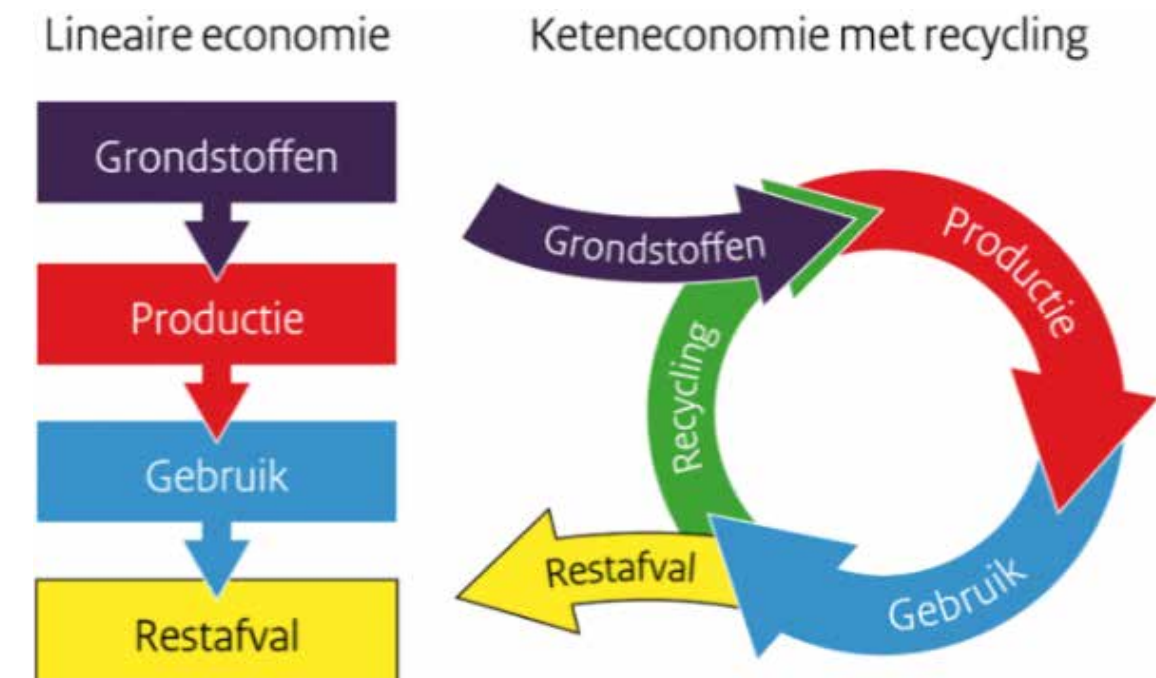 Lineaire economie
Grondstoffen
Productie
Gebruik
Restafval
Keteneconomie met recycling
Grondstoffen
Productie
Gebruik
Recycling
Restafval